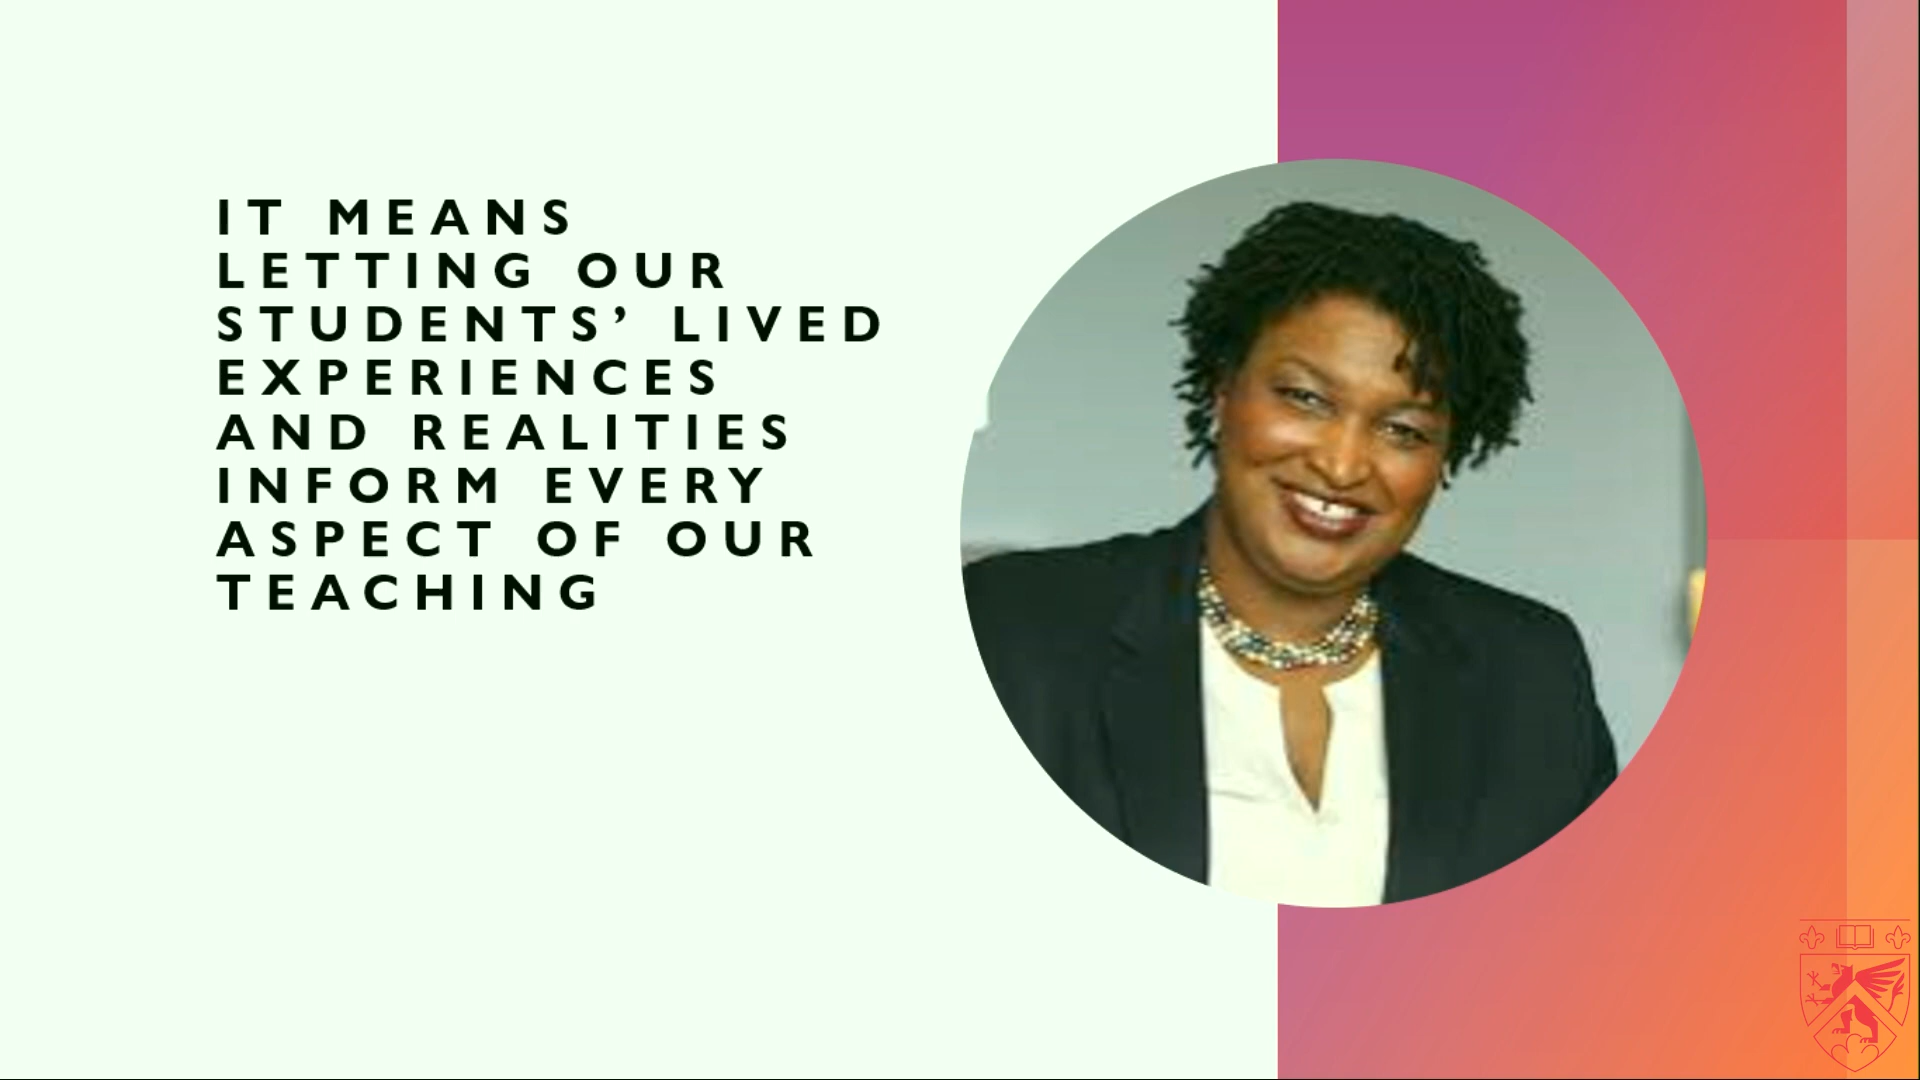 IT MEANS
LETTING OUR
STUDENTS’ LIVED
EXPERIENCES
AND REALITIES
INFORM EVERY
ASPECT OF OUR
TEACHING